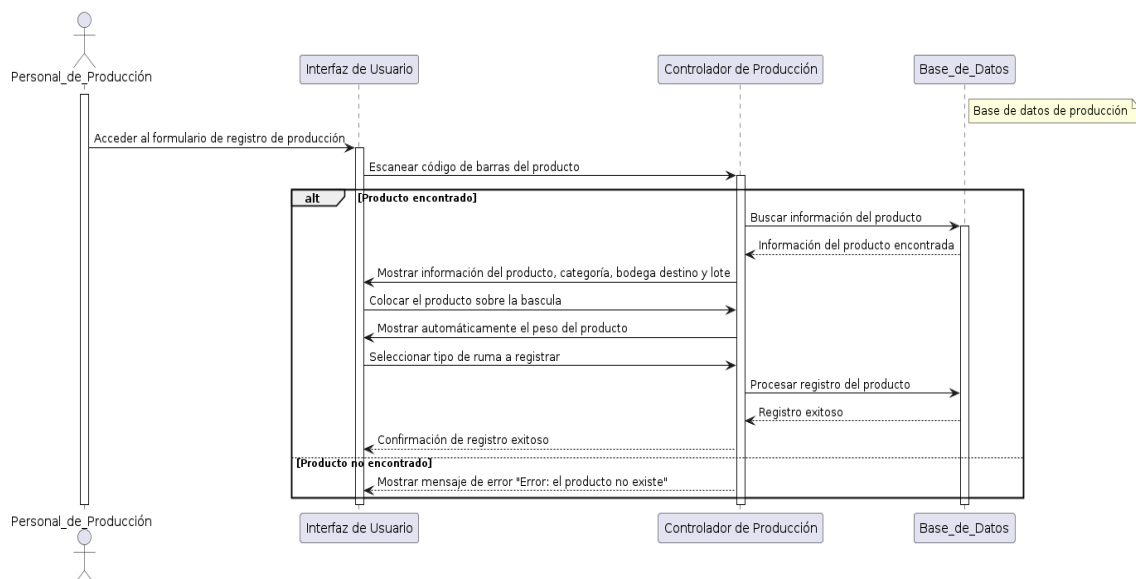 Personal_de_Producción
Interfaz de Usuario
Controlador de Producción
Base_de_Datos
Base de datos de producción
Acceder al formulario de registro de producción
Escanear código de barras del producto
alt
[Producto encontrado]
Buscar información del producto
Información del producto encontrada
Mostrar información del producto, categoría, bodega destino y lote
Colocar el producto sobre la bascula
Mostrar automáticamente el peso del producto
Seleccionar tipo de ruma a registrar
Procesar registro del producto
Registro exitoso
Confirmación de registro exitoso
[Producto no encontrado]
Mostrar mensaje de error "Error: el producto no existe"
Personal_de_Producción
Interfaz de Usuario
Controlador de Producción
Base_de_Datos